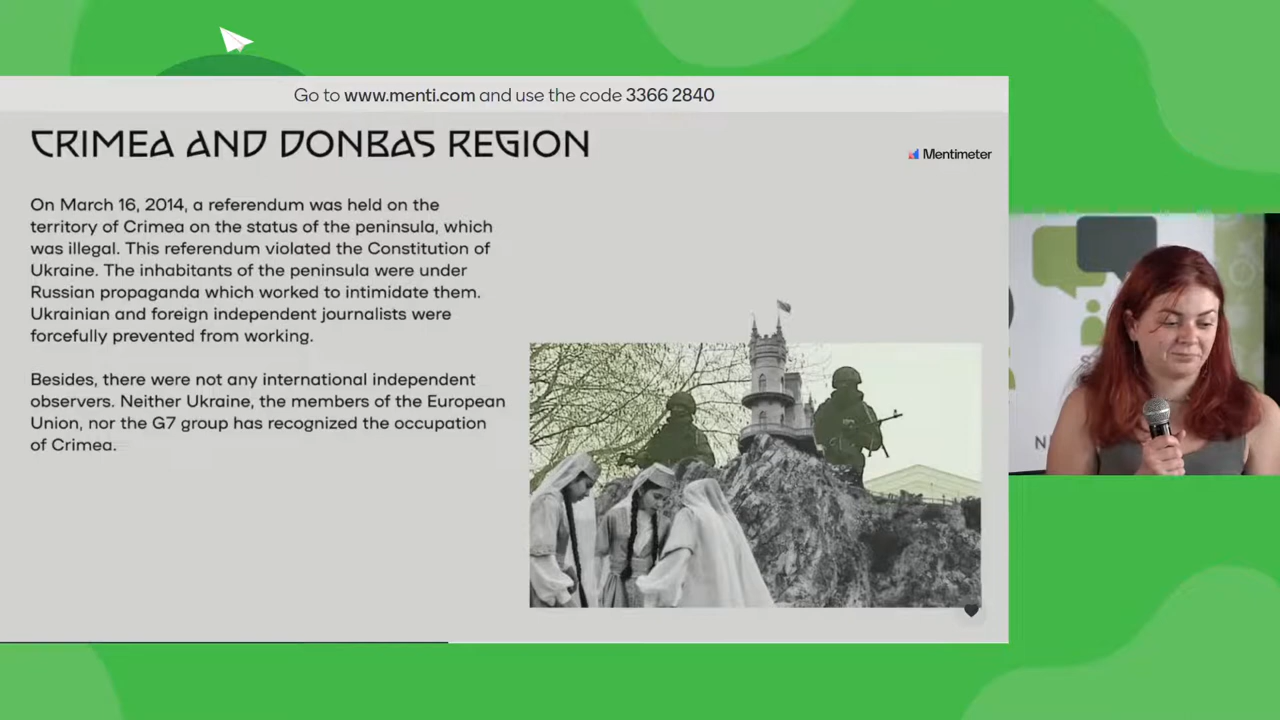 Go to www.menti.com and use the code 3366 2840
CRIMEA AND DONBAS REGION
Mentimeter
On March 16, 2014, a referendum was held on the
territory of Crimea on the status of the peninsula, which
was illegal. This referendum violated the Constitution of
Ukraine. The inhabitants of the peninsula were under
Russian propaganda which worked to intimidate them.
Ukrainian and foreign independent journalists were
forcefully prevented from working.
Besides, there were not any international independent
observers. Neither Ukraine, the members of the European
Union, nor the G7 group has recognized the occupation
of Crimea.